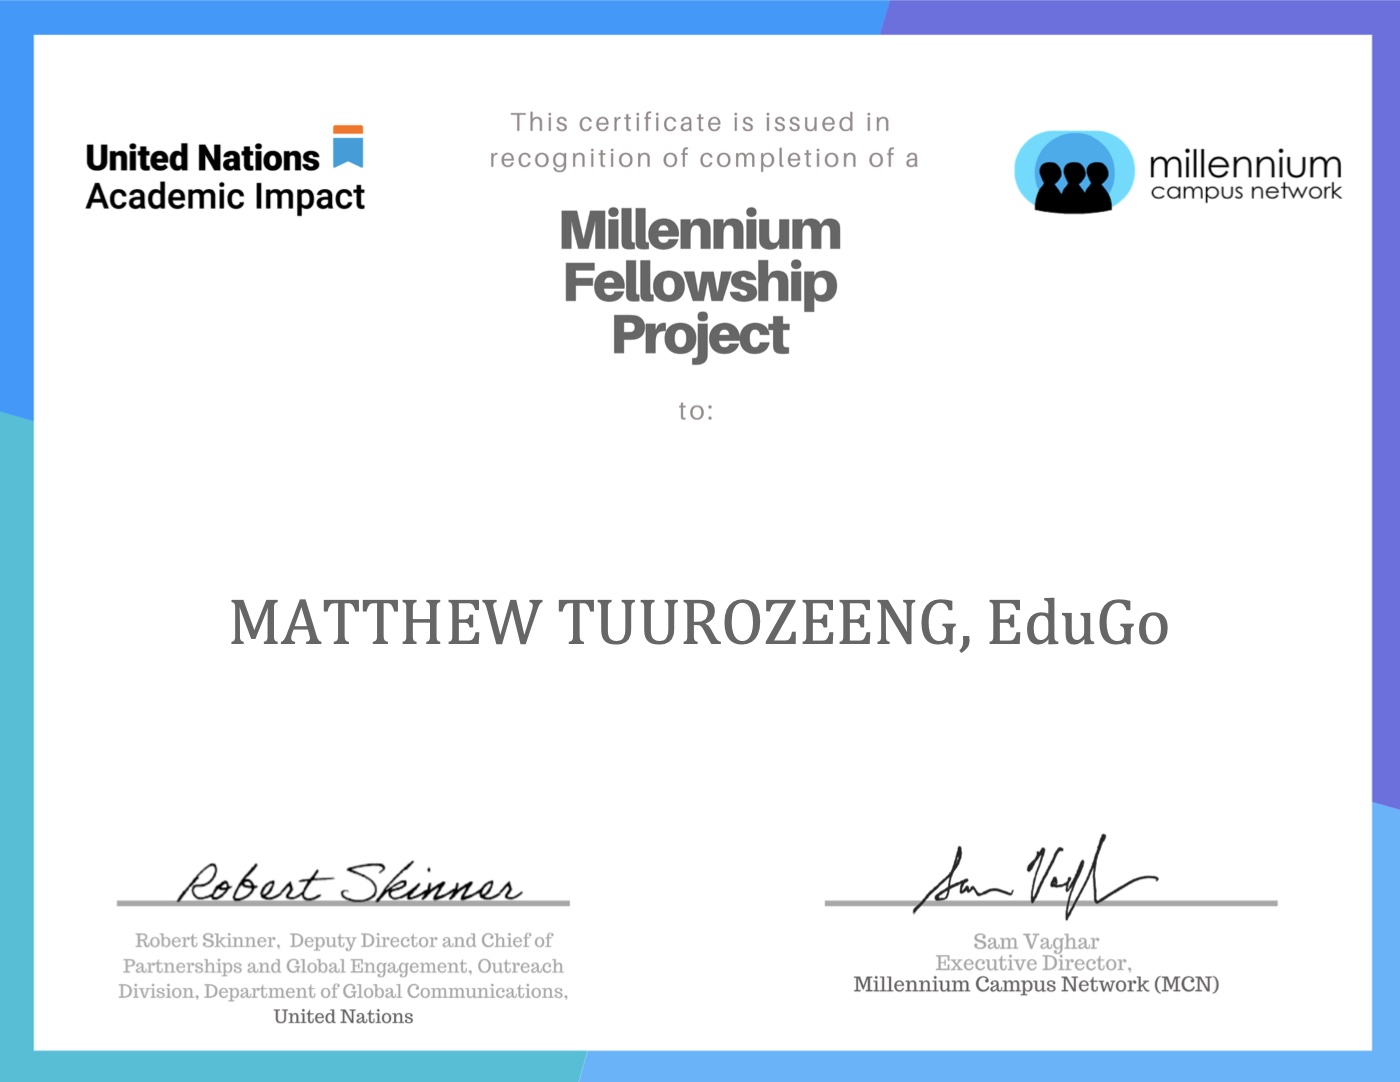 United Nations
Academic Impact
This certificate is issued in
recognition of completion of a
millennium
campus network
Millennium
Fellowship
Project
to:
MATTHEW TUUROZEENG, EduGo
Robert Skinner
Robert Skinner, Deputy Director and Chief of
Partnerships and Global Engagement, Outreach
Division, Department of Global Communications,
United Nations
Sam Vaghar
Sam Vaghar
Executive Director,
Millennium Campus Network (MCN)